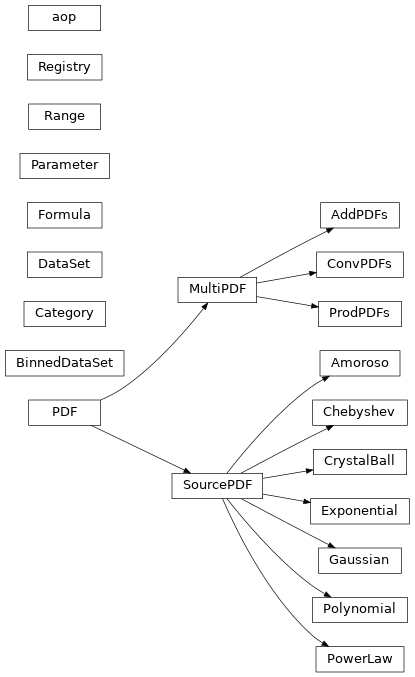 aop
Registry
Range
Parameter
Formula
DataSet
Category
BinnedDataSet
PDF
MultiPDF
SourcePDF
AddPDFs
ConvPDFs
ProdPDFs
Amoroso
Chebyshev
CrystalBall
Exponential
Gaussian
Polynomial
PowerLaw